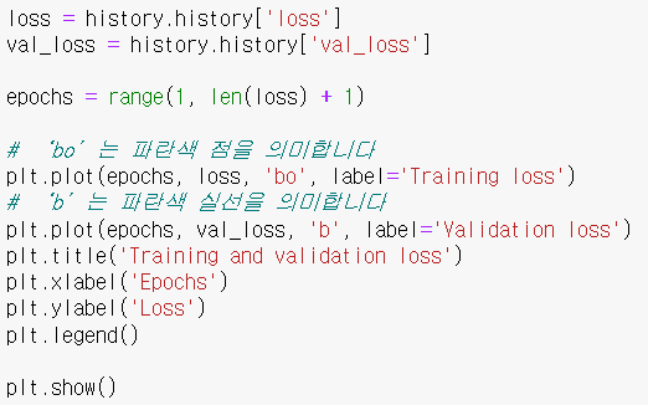 loss = history.history['loss']
val_loss = history.history['val_loss']
epochs = range(1, len(loss) + 1)
# ‘bo’ 는 파란색 점을 의미합니다
plt.plot(epochs, loss, 'bo', label='Training loss')
# ‘b’ 는 파란색 실선을 의미합니다
plt.plot(epochs, val_loss, 'b', label='Validation loss')
plt.title('Training and validation loss')
plt.xlabel('Epochs')
plt.ylabel('Loss')
plt.legend()
plt.show()